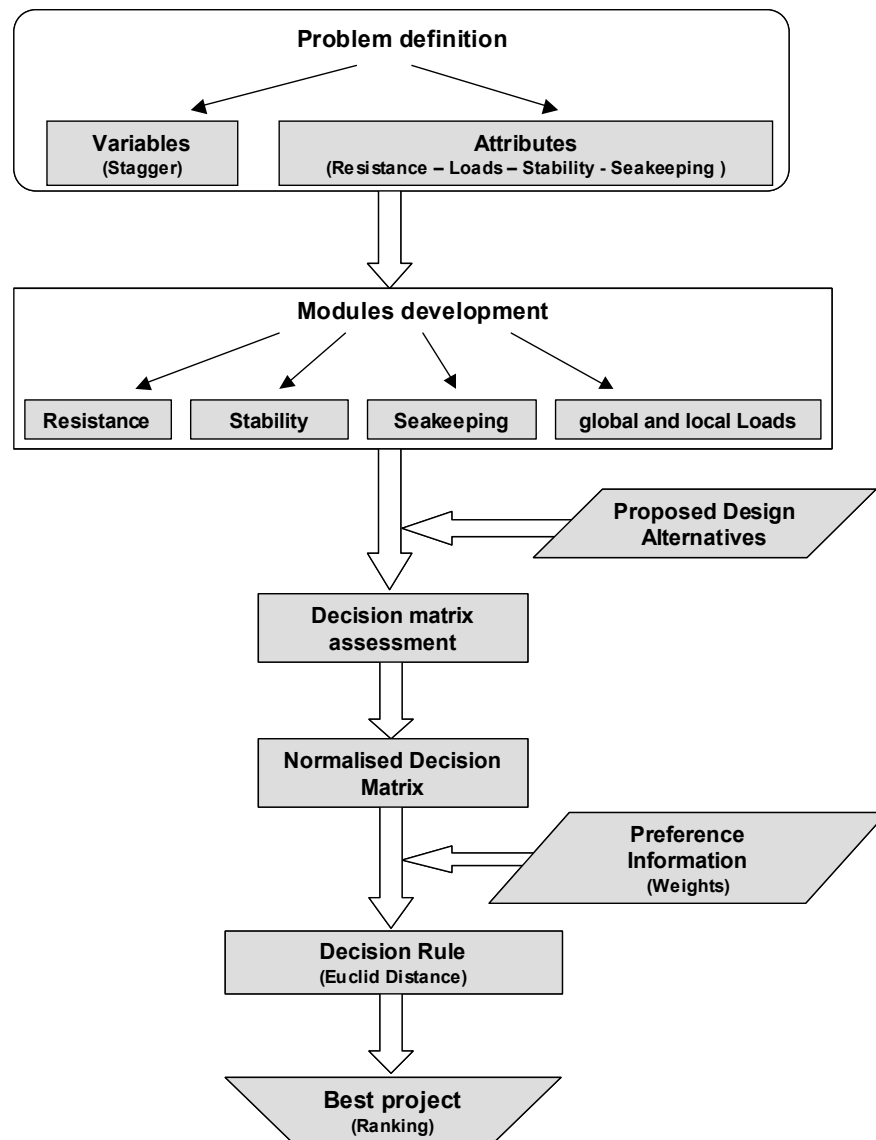 Problem definition
Variables
(Stagger)
Attributes
(Resistance – Loads – Stability - Seakeeping )
Modules development
Resistance
Stability
Seakeeping
global and local Loads
Proposed Design
Alternatives
Decision matrix
assessment
Normalised Decision
Matrix
Preference
Information
(Weights)
Decision Rule
(Euclid Distance)
Best project
(Ranking)